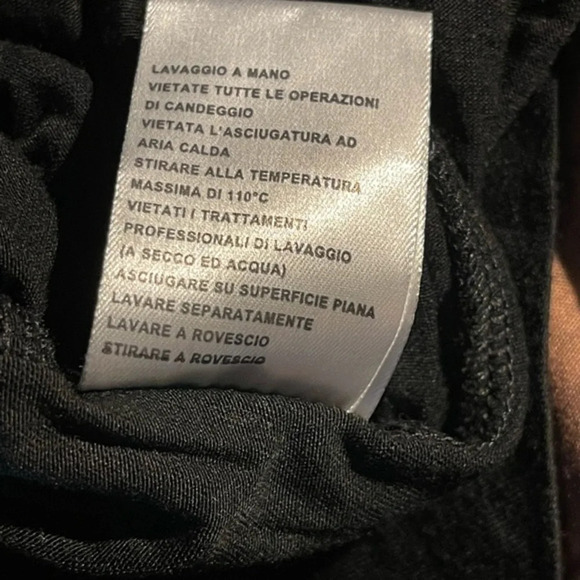 LAVAGGIO A MANO
VIETATE TUTTE LE OPERAZIONI
DI CANDEGGIO
VIETATA L'ASCIUGATURA AD
ARIA CALDA
STIRARE ALLA TEMPERATURA
MASSIMA DI 110°C
VIETATI I TRATTAMENTI
PROFESSIONALI DI LAVAGGIO
(A SECCO ED ACQUA)
ASCIUGARE SU SUPERFICIE PIANA
LAVARE SEPARATAMENTE
LAVARE A ROVESCIO
STIRARE A ROVESCIO